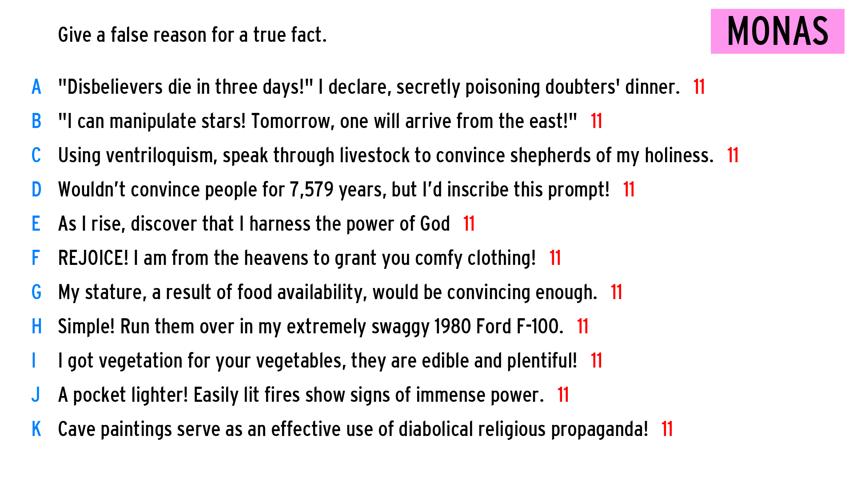 Give a false reason for a true fact.
MONAS
A "Disbelievers die in three days!" I declare, secretly poisoning doubters' dinner. 11
B "I can manipulate stars! Tomorrow, one will arrive from the east!" 11
C Using ventriloquism, speak through livestock to convince shepherds of my holiness. 11
D Wouldn't convince people for 7,579 years, but I'd inscribe this prompt! 11
E As I rise, discover that I harness the power of God 11
F REJOICE! I am from the heavens to grant you comfy clothing! 11
G My stature, a result of food availability, would be convincing enough. 11
H Simple! Run them over in my extremely swaggy 1980 Ford F-100. 11
I I got vegetation for your vegetables, they are edible and plentiful! 11
J A pocket lighter! Easily lit fires show signs of immense power. 11
K Cave paintings serve as an effective use of diabolical religious propaganda! 11